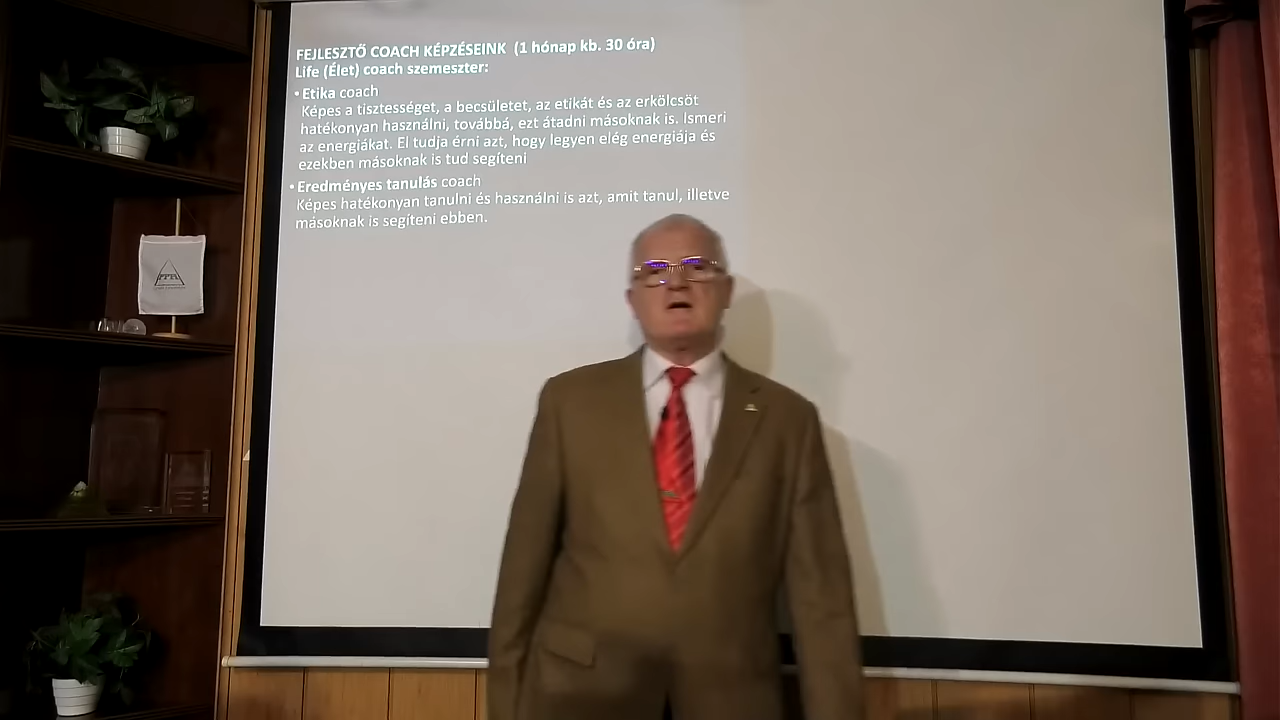 FEJLESZTŐ COACH KÉPZÉSEINK (1 hónap kb. 30 óra)
Life (Élet) coach szemeszter:
• Etika coach
Képes a tisztességet, a becsületet, az etikát és az erkölcsöt
hatékonyan használni, továbbá, ezt átadni másoknak is. Ismeri
az energiákat. El tudja érni azt, hogy legyen elég energiája és
ezekben másoknak is tud segíteni
• Eredményes tanulás coach
Képes hatékonyan tanulni és használni is azt, amit tanul, illetve
másoknak is segíteni ebben.